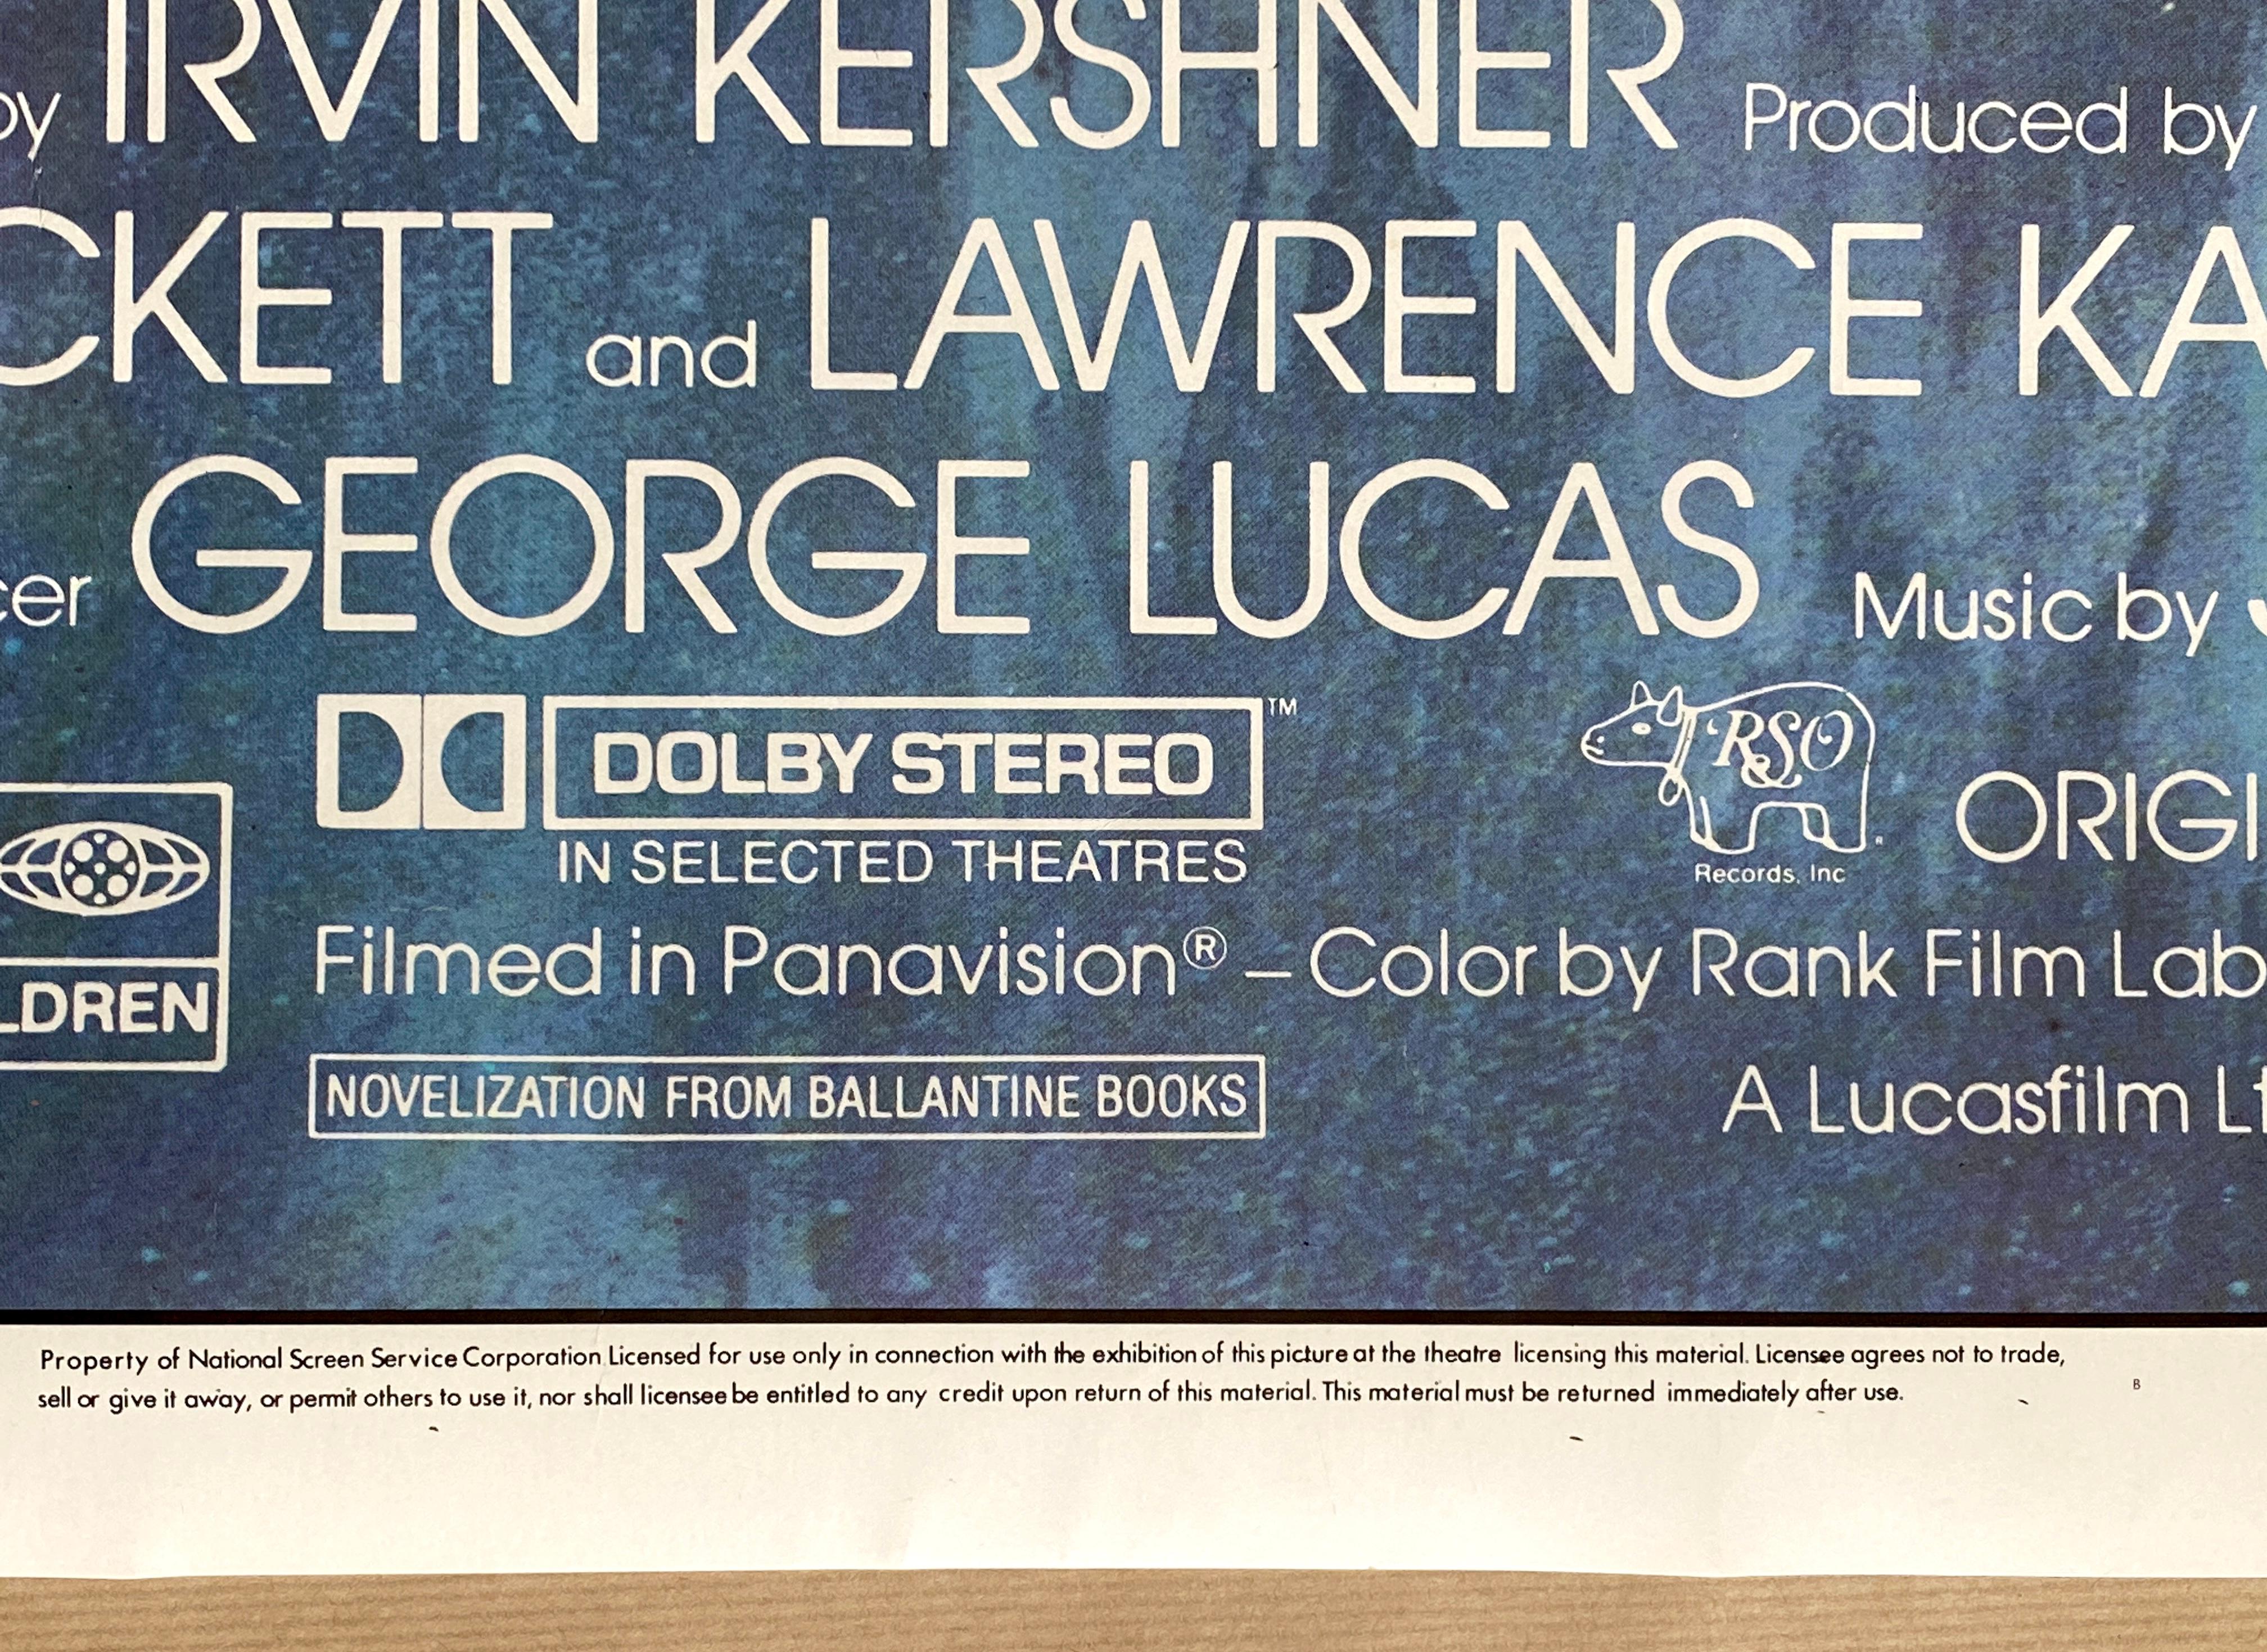 by IRVIN KERSHNER Produced by
CKETT and LAWRENCE KA
cer GEORGE LUCAS Music by
DOLBY STEREO TM
IN SELECTED THEATRES
RSO
Records, Inc
ORIGI
LDREN
Filmed in Panavision® – Color by Rank Film Lab
NOVELIZATION FROM BALLANTINE BOOKS
A Lucasfilm Lt
Property of National Screen Service Corporation Licensed for use only in connection with the exhibition of this picture at the theatre licensing this material. Licensee agrees not to trade,
sell or give it away, or permit others to use it, nor shall licensee be entitled to any credit upon return of this material. This material must be returned immediately after use.
B